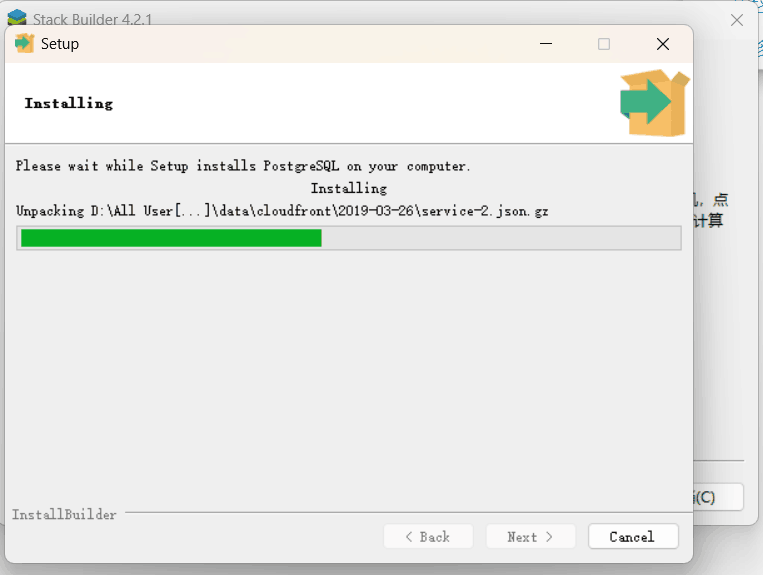 Stack Builder 4.2.1
Setup
Installing
Please wait while Setup installs PostgreSQL on your computer.
Installing
Unpacking D:\All User[...]\data\cloudfront\2019-03-26\service-2.json.gz
，点
计算
InstallBuilder
(C)
< Back
Next >
Cancel